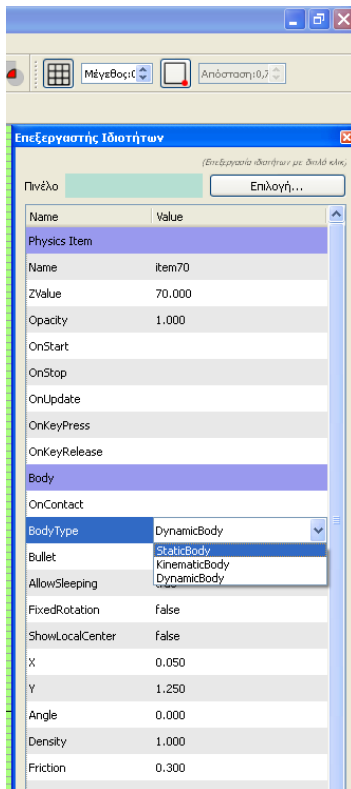 Μέγεθος:0
Απόσταση:0,7
Επεξεργαστής Ιδιοτήτων
(Επεξεργασία ιδιοτήτων με διπλό κλικ)
Πινέλο Επιλογή...
Name Value
Physics Item
Name item70
ZValue 70.000
Opacity 1.000
OnStart
OnStop
OnUpdate
OnKeyPress
OnKeyRelease
Body
OnContact
BodyType DynamicBody
StaticBody
Bullet
KinematicBody
DynamicBody
AllowSleeping
FixedRotation false
ShowLocalCenter false
X 0.050
Y 1.250
Angle 0.000
Density 1.000
Friction 0.300